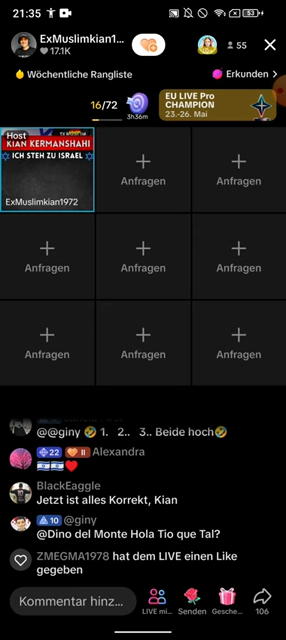 21:35
ExMuslimkian1...
17.1K
55
Wöchentliche Rangliste
Erkunden >
16/72
3h36m
EU LIVE Pro
CHAMPION
23.-26. Mai
Host
KIAN KERMANSHAHI
ICH STEH ZU ISRAEL
ExMuslimkian1972
+ Anfragen
+ Anfragen
+ Anfragen
+ Anfragen
+ Anfragen
+ Anfragen
+ Anfragen
+ Anfragen
@@giny 🤣 1. 2.. 3.. Beide hoch🤣
22 II Alexandra
🇮🇱🇮🇱❤️
BlackEaggle
Jetzt ist alles Korrekt, Kian
10 @giny
@Dino del Monte Hola Tio que Tal?
ZMEGMA1978 hat dem LIVE einen Like
gegeben
Kommentar hinz...
LIVE mi...
Senden
Gesche...
106